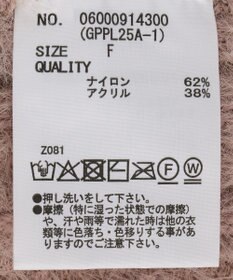 NO. 06000914300
(GPPL25A-1)
SIZE F
QUALITY
ナイロン 62%
アクリル 38%
Z081
F W
●押し洗いをして下さい。
●摩擦（特に湿った状態での摩擦）
や、汗や雨等で濡れた時は他の衣
類等に色落ち・色移りする事があ
りますのでご注意下さい。